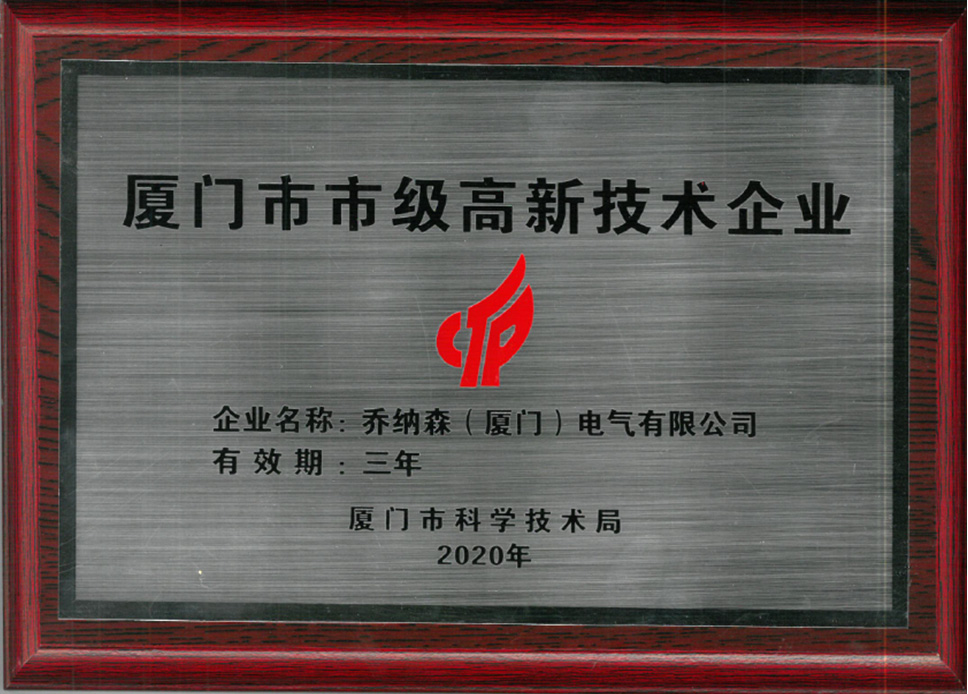 厦门市市级高新技术企业
企业名称：乔纳森（厦门）电气有限公司
有效期：三年
厦门市科学技术局
2020年